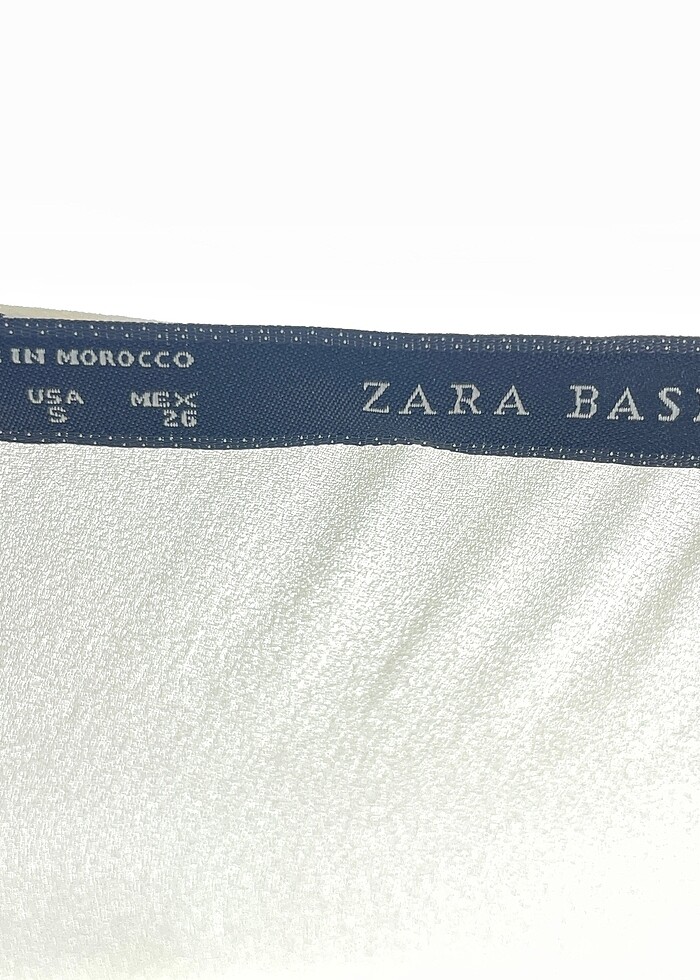 IN MOROCCO
USA MEX
S 26
ZARA BAS